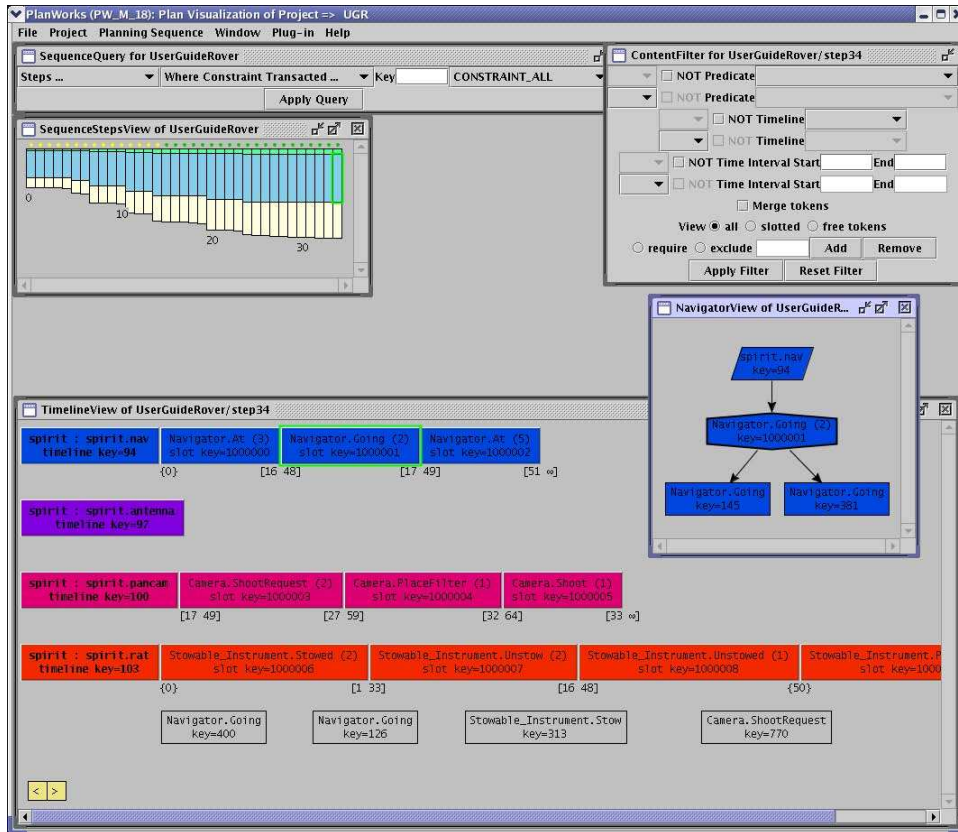 PlanWorks (PW_M_18): Plan Visualization of Project => UGR
File Project Planning Sequence Window Plug-in Help
SequenceQuery for UserGuideRover
Steps ... Where Constraint Transacted ... Key CONSTRAINT_ALL
Apply Query
SequenceStepsView of UserGuideRover
0
10
20
30
ContentFilter for UserGuideRover/step34
NOT Predicate
NOT Predicate
NOT Timeline
NOT Timeline
NOT Time Interval Start End
NOT Time Interval Start End
Merge tokens
View all slotted free tokens
require exclude Add Remove
Apply Filter Reset Filter
NavigatorView of UserGuideR...
spirit.nav
key=94
Navigator.Going (2)
key=1000001
Navigator.Going
key=145
Navigator.Going
key=381
TimelineView of UserGuideRover/step34
spirit : spirit.nav
timeline key=94
Navigator.At (3)
slot key=1000000
Navigator.Going (2)
slot key=1000001
Navigator.At (5)
slot key=1000002
{0} [16 48] [17 49] [51 ∞]
spirit : spirit.antenna
timeline key=97
spirit : spirit.pancam
timeline key=100
Camera.ShootRequest (2)
slot key=1000003
Camera.PlaceFilter (1)
slot key=1000004
Camera.Shoot (1)
slot key=1000005
[17 49] [27 59] [32 64] [33 ∞]
spirit : spirit.rat
timeline key=103
Stowable_Instrument.Stowed (2)
slot key=1000006
Stowable_Instrument.Unstow (2)
slot key=1000007
Stowable_Instrument.Unstowed (1)
slot key=1000008
Stowable_Instrument.P
slot key=1000
{0} [1 33] [16 48] {50}
Navigator.Going
key=400
Navigator.Going
key=126
Stowable_Instrument.Stow
key=313
Camera.ShootRequest
key=770
< >